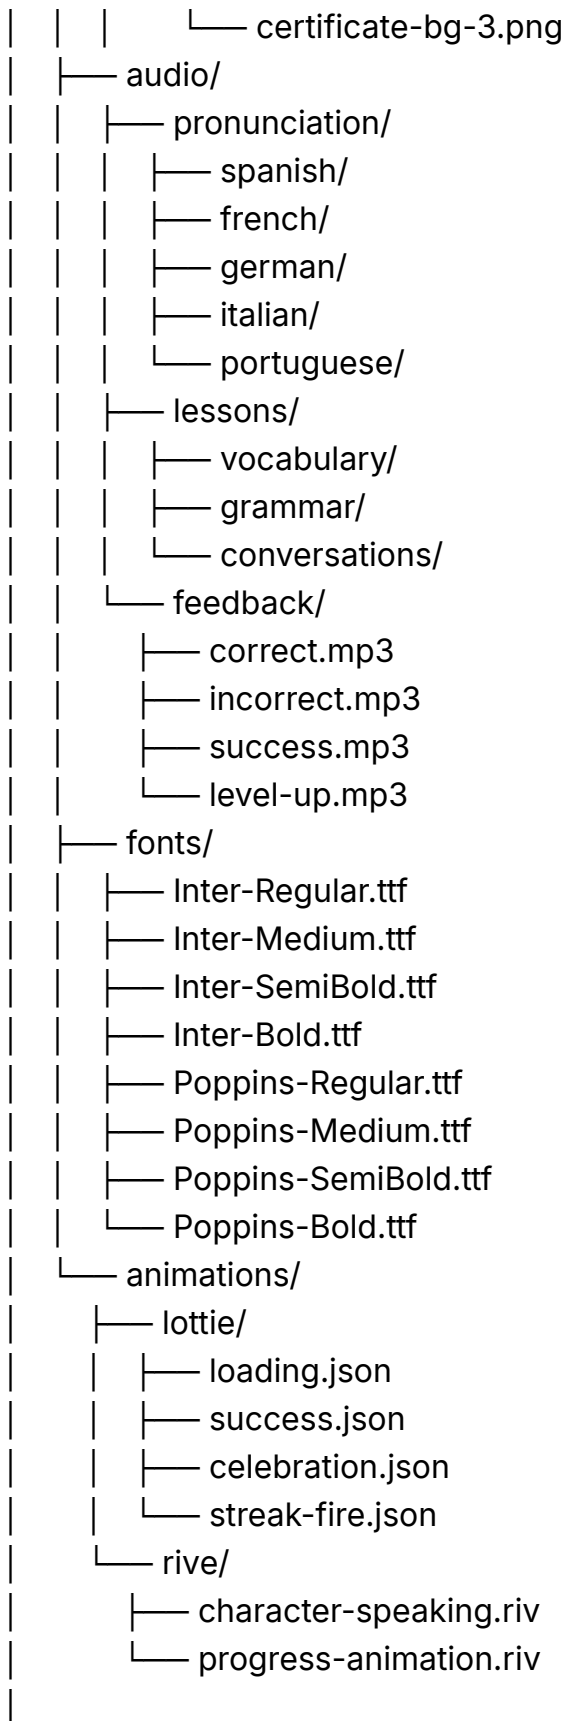 │   │   │       └── certificate-bg-3.png
│   ├── audio/
│   │   ├── pronunciation/
│   │   │   ├── spanish/
│   │   │   ├── french/
│   │   │   ├── german/
│   │   │   ├── italian/
│   │   │   └── portuguese/
│   │   ├── lessons/
│   │   │   ├── vocabulary/
│   │   │   ├── grammar/
│   │   │   └── conversations/
│   │   └── feedback/
│   │       ├── correct.mp3
│   │       ├── incorrect.mp3
│   │       ├── success.mp3
│   │       └── level-up.mp3
│   ├── fonts/
│   │   ├── Inter-Regular.ttf
│   │   ├── Inter-Medium.ttf
│   │   ├── Inter-SemiBold.ttf
│   │   ├── Inter-Bold.ttf
│   │   ├── Poppins-Regular.ttf
│   │   ├── Poppins-Medium.ttf
│   │   ├── Poppins-SemiBold.ttf
│   │   └── Poppins-Bold.ttf
│   └── animations/
│       ├── lottie/
│       │   ├── loading.json
│       │   ├── success.json
│       │   ├── celebration.json
│       │   └── streak-fire.json
│       └── rive/
│           ├── character-speaking.riv
│           └── progress-animation.riv
│